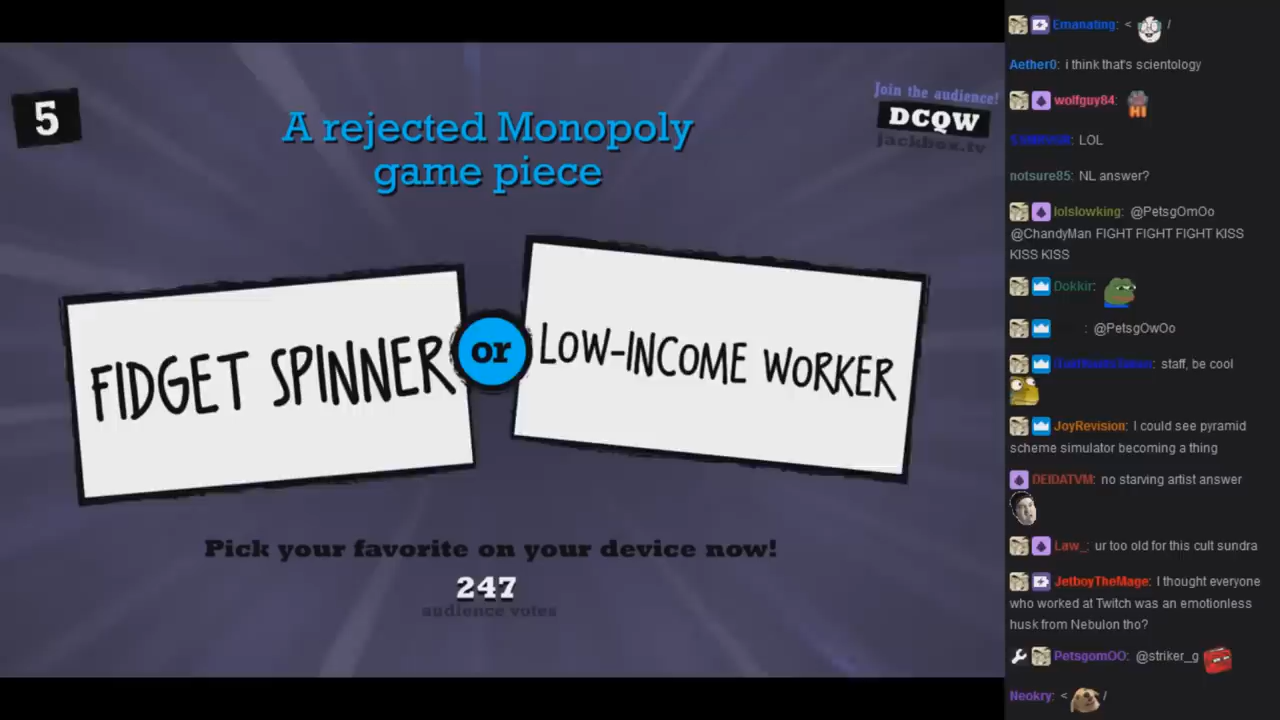 5
A rejected Monopoly
game piece
Join the audience!
DCQW
jackbox.tv
FIDGET SPINNER
or
LOW-INCOME WORKER
Pick your favorite on your device now!
247
audience votes
Emanating: < /
Aether0: i think that's scientology
wolfguy84: HI
: LOL
notsure85: NL answer?
lolslowking: @PetsgOmOo
@ChandyMan FIGHT FIGHT FIGHT KISS
KISS KISS
Dokkir:
: @PetsgOwOo
: staff, be cool
JoyRevision: I could see pyramid
scheme simulator becoming a thing
DEIDATVM: no starving artist answer
Law_: ur too old for this cult sundra
JetboyTheMage: I thought everyone
who worked at Twitch was an emotionless
husk from Nebulon tho?
PetsgomOO: @striker_g
Neokry: < /